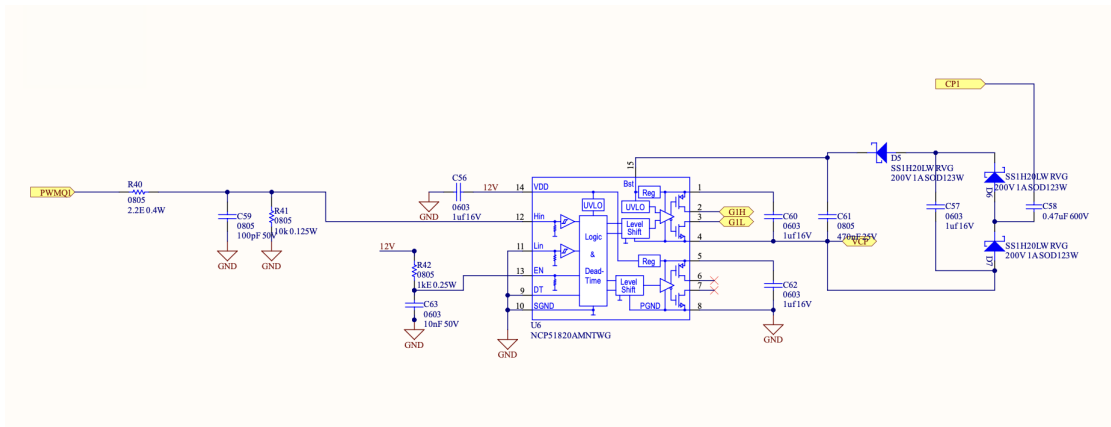 CP1
D5
SS1H20LW RVG
200V 1A SOD123W
SS1H20LW RVG
200V 1A SOD123W
D6
C57
0603
1uf 16V
C58
0.47uF 600V
SS1H20LW RVG
200V 1A SOD123W
D7
PWMQ1
R40
0805
2.2E 0.4W
C59
0805
100pF 50V
R41
0805
10k 0.125W
GND
GND
C56
12V
0603
1uf 16V
GND
12V
R42
0805
1kE 0.25W
C63
0603
10nF 50V
GND
14
VDD
12
Hin
11
Lin
13
EN
9
DT
10
SGND
15
Bst
Reg
UVLO
UVLO
Level
Shift
Logic
&
Dead-
Time
Reg
Level
Shift
PGND
1
2
3
4
5
6
7
8
G1H
G1L
C60
0603
1uf 16V
C61
0805
470nF 25V
VCP
C62
0603
1uf 16V
GND
U6
NCP51820AMNTWG
GND